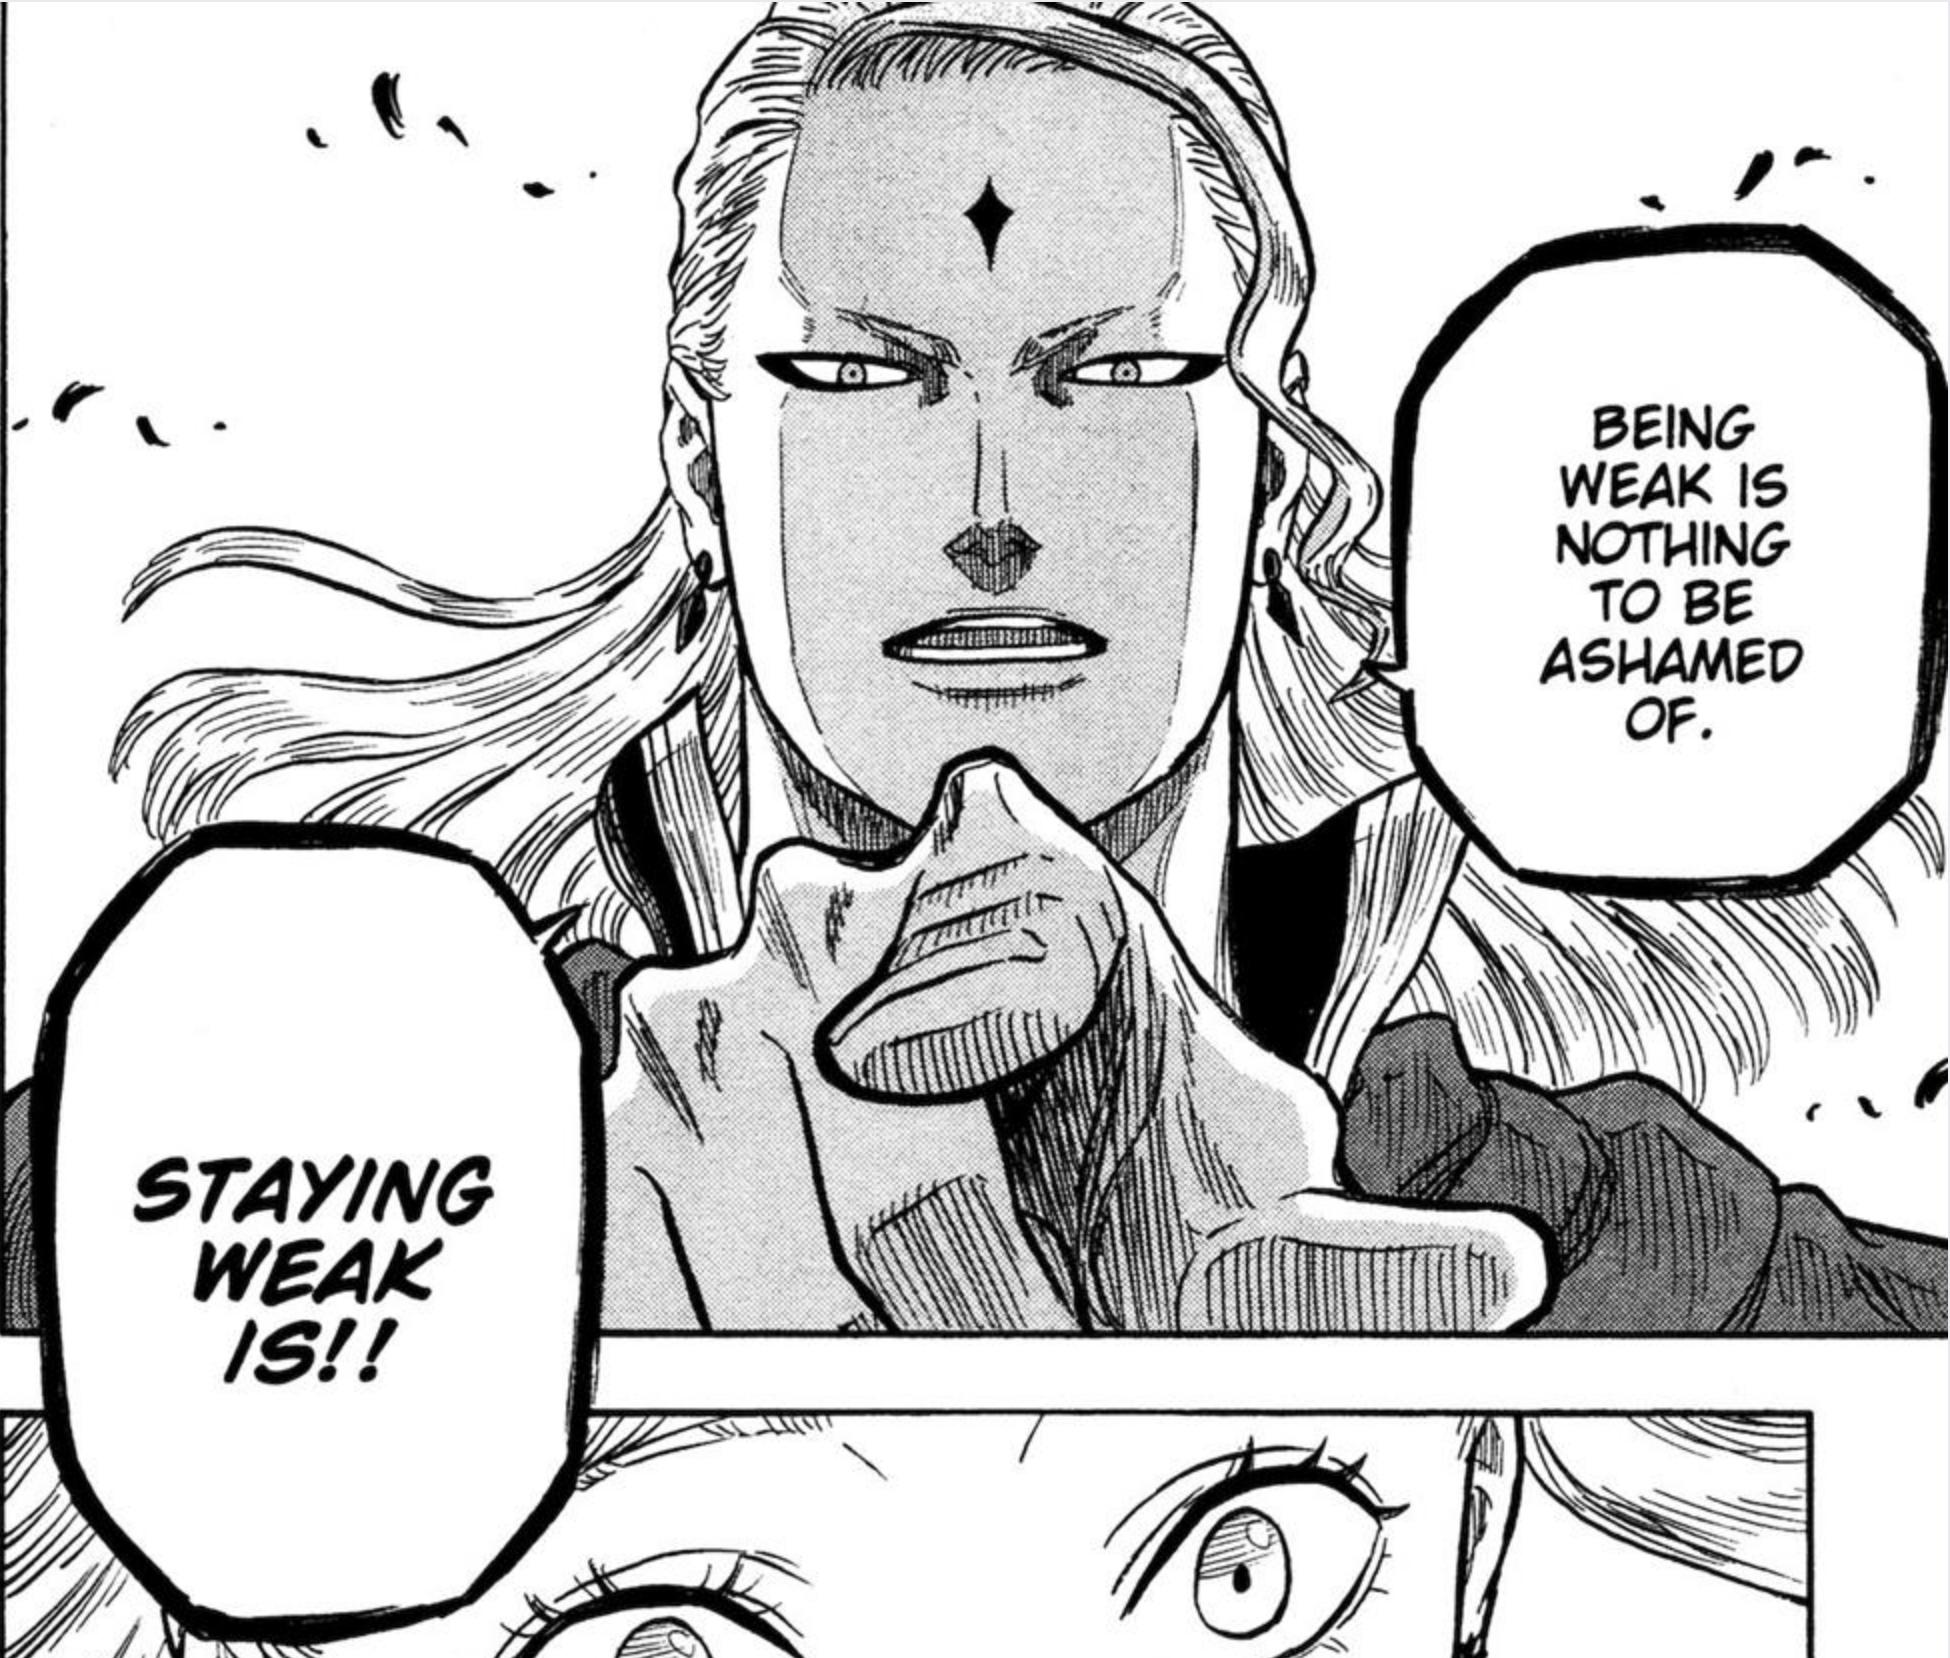 BEING
WEAK IS
NOTHING
TO BE
ASHAMED
OF.
STAYING
WEAK
IS!!